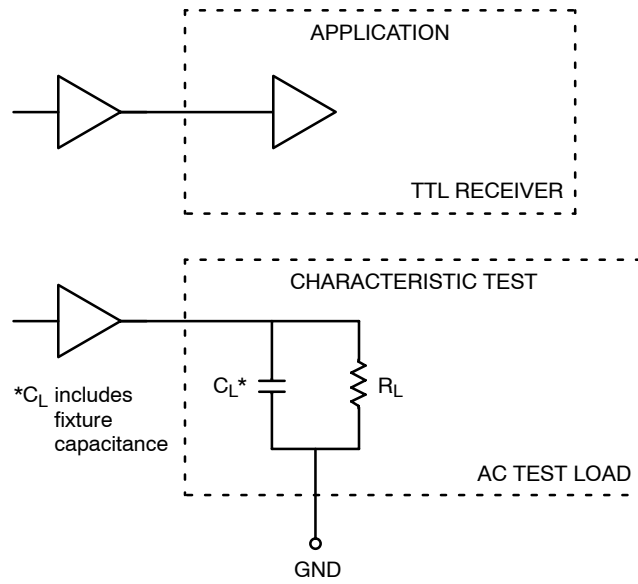 APPLICATION
TTL RECEIVER
CHARACTERISTIC TEST
*CL includes
fixture
capacitance
CL*
RL
AC TEST LOAD
GND